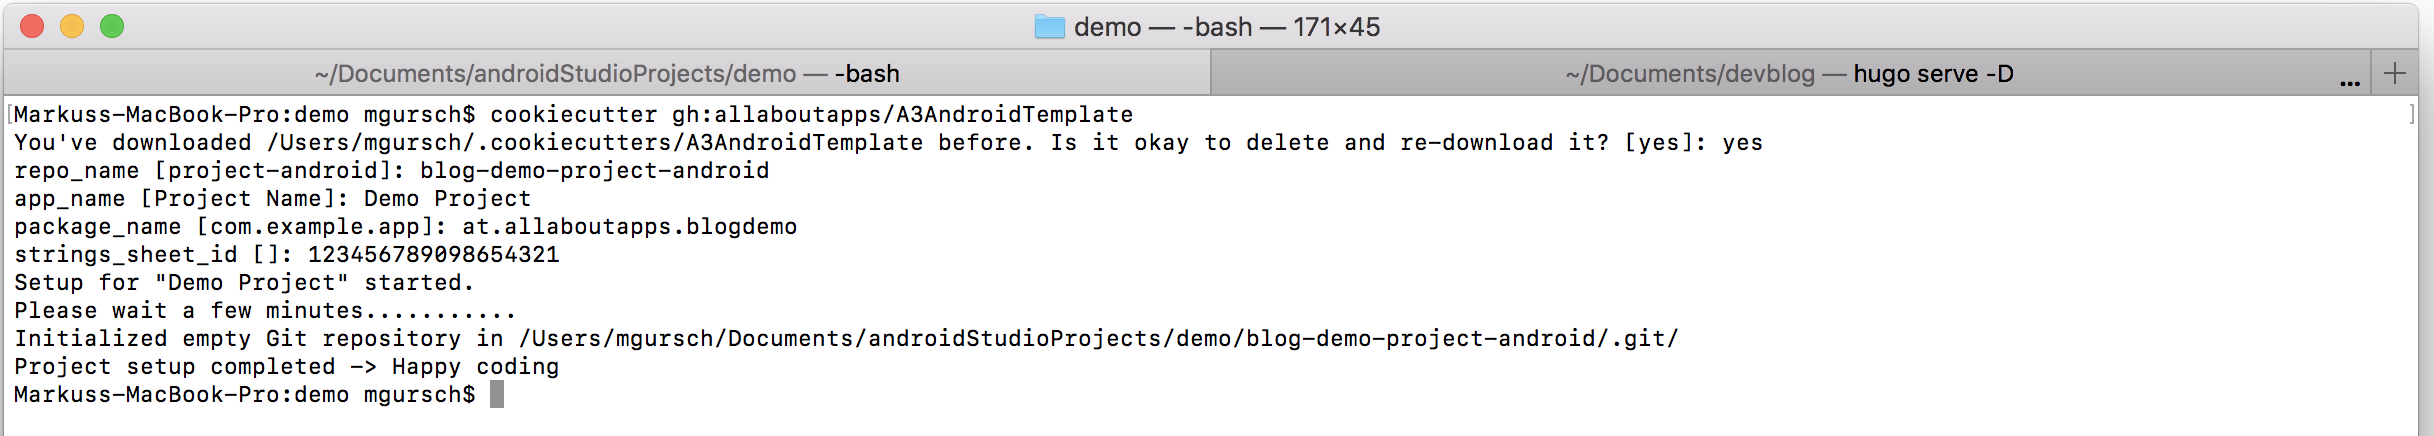 demo — -bash — 171×45
~/Documents/androidStudioProjects/demo — -bash
~/Documents/devblog — hugo serve -D ... +
[Markuss-MacBook-Pro:demo mgursch$ cookiecutter gh:allaboutapps/A3AndroidTemplate ]
You've downloaded /Users/mgursch/.cookiecutters/A3AndroidTemplate before. Is it okay to delete and re-download it? [yes]: yes
repo_name [project-android]: blog-demo-project-android
app_name [Project Name]: Demo Project
package_name [com.example.app]: at.allaboutapps.blogdemo
strings_sheet_id []: 123456789098654321
Setup for "Demo Project" started.
Please wait a few minutes...........
Initialized empty Git repository in /Users/mgursch/Documents/androidStudioProjects/demo/blog-demo-project-android/.git/
Project setup completed -> Happy coding
Markuss-MacBook-Pro:demo mgursch$